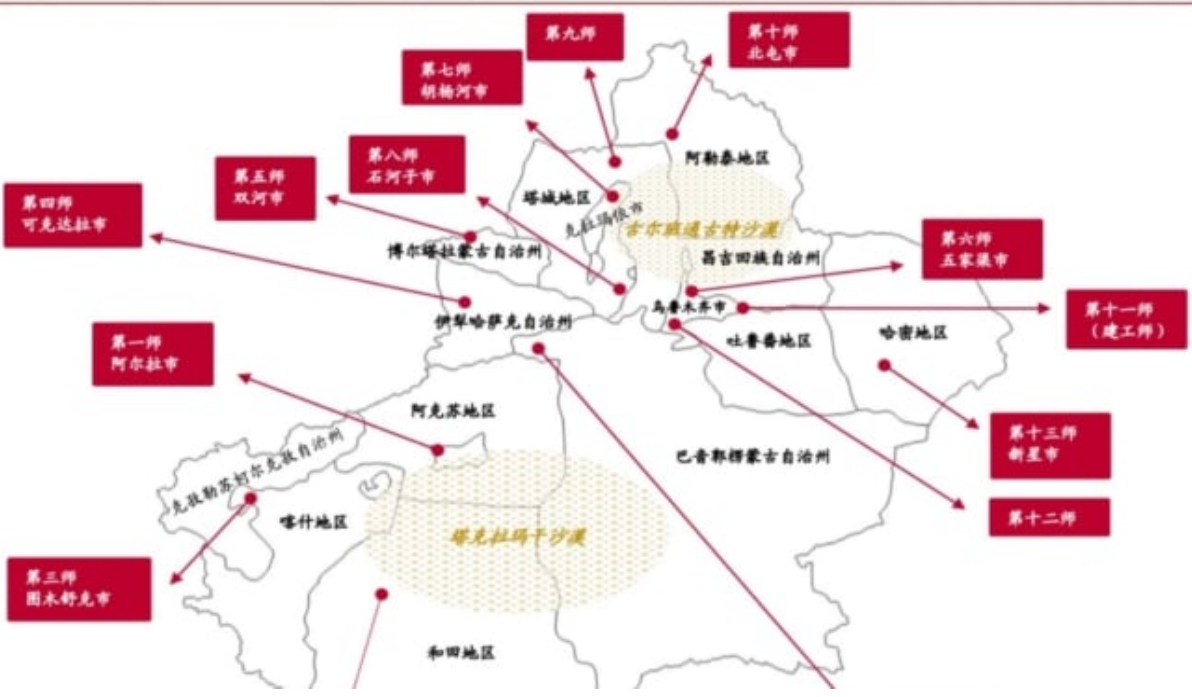 第九师
第十师
北屯市
第七师
胡杨河市
第八师
石河子市
阿勒泰地区
第五师
双河市
塔城地区
第四师
可克达拉市
克拉玛依市
古尔班通古特沙漠
第六师
五家渠市
博尔塔拉蒙古自治州
昌吉回族自治州
乌鲁木齐市
第十一师
（建工师）
伊犁哈萨克自治州
吐鲁番地区
哈密地区
第一师
阿尔拉市
阿克苏地区
第十三师
新星市
克孜勒苏柯尔克孜自治州
巴音郭楞蒙古自治州
喀什地区
第十二师
塔克拉玛干沙漠
第三师
图木舒克市
和田地区